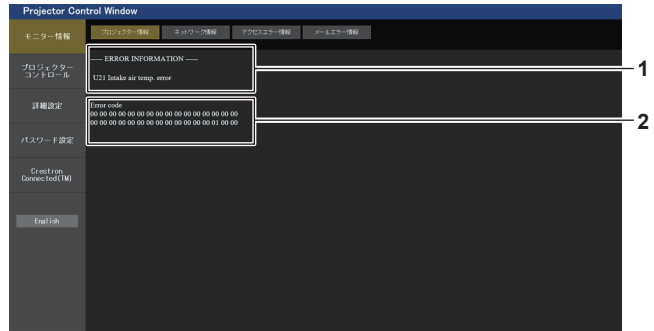 Projector Control Window
モニター情報
プロジェクター情報
ネットワーク情報
アクセスエラー情報
メールエラー情報
----- ERROR INFORMATION -----
U21 Intake air temp. error
1
プロジェクター
コントロール
詳細設定
Error code
00 00 00 00 00 00 00 00 00 00 00 00 00 00 00 00
00 00 00 00 00 00 00 00 00 00 00 00 00 01 00 00
2
パスワード設定
Crestron
Connected(TM)
English